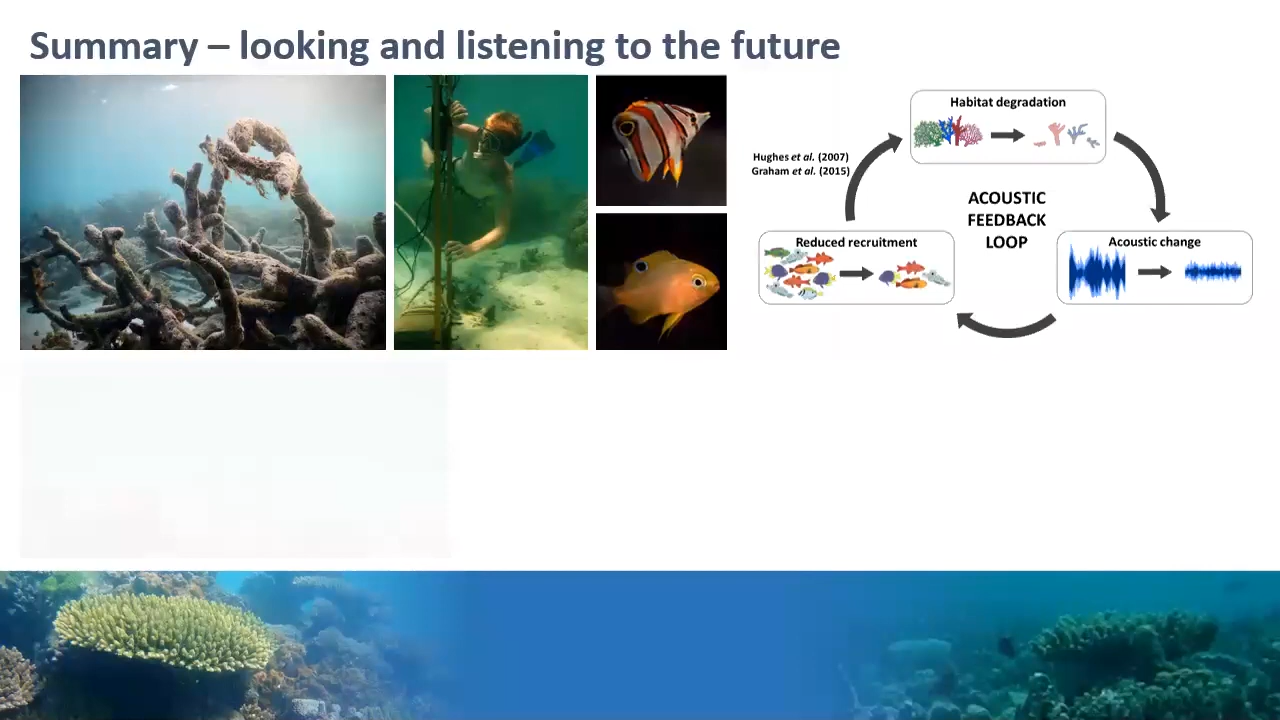 Summary – looking and listening to the future
Habitat degradation
Hughes et al. (2007)
Graham et al. (2015)
ACOUSTIC
FEEDBACK
LOOP
Reduced recruitment
Acoustic change